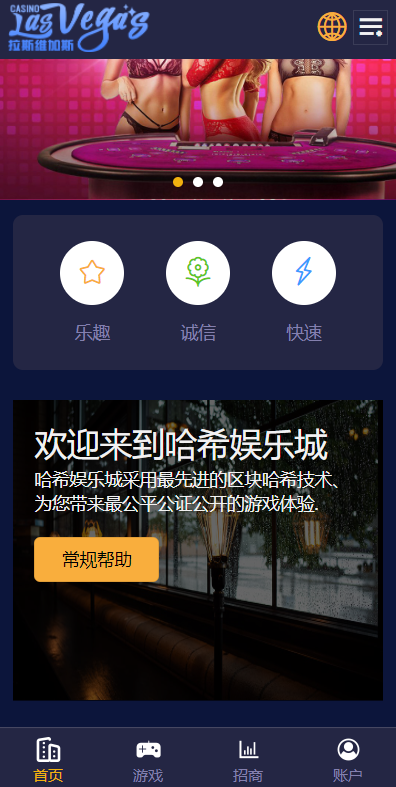 CASINO
Las Vegas
拉斯维加斯
乐趣
诚信
快速
欢迎来到哈希娱乐城
哈希娱乐城采用最先进的区块哈希技术、
为您带来最公平公证公开的游戏体验.
常规帮助
首页
游戏
招商
账户